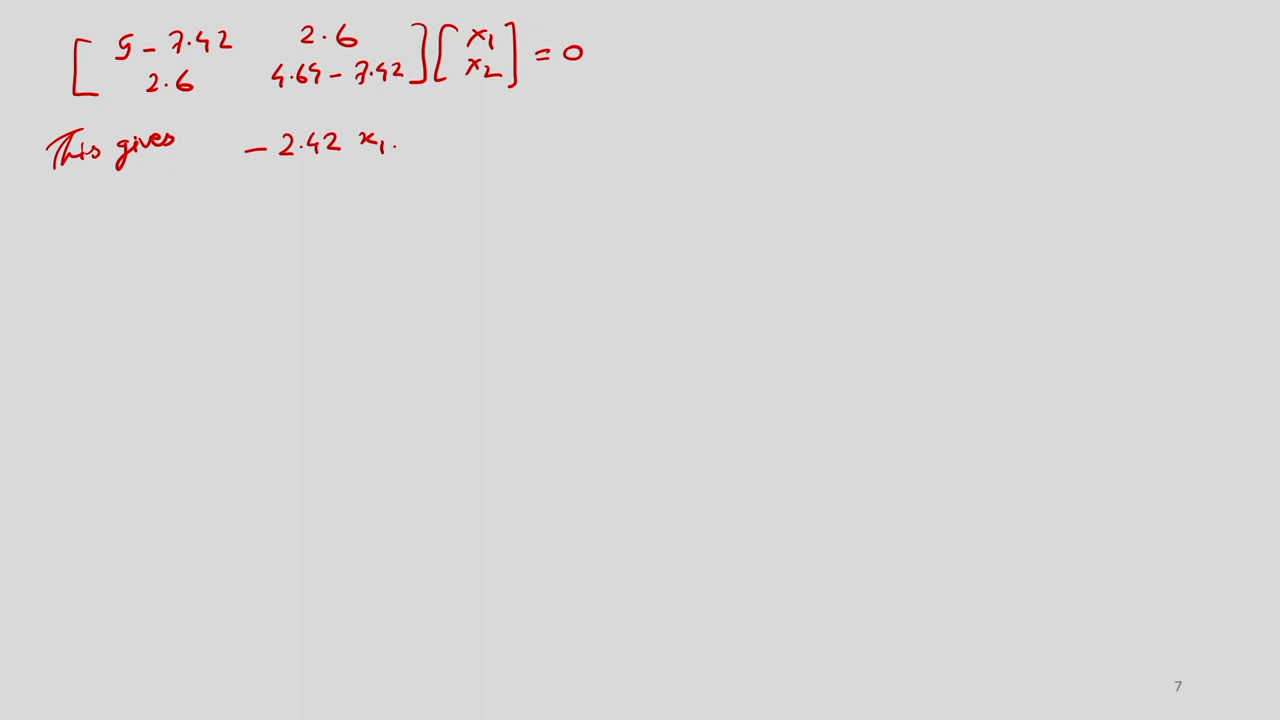 [ 5 - 7.42 2.6 ] [ x₁ ] = 0
[ 2.6 4.64 - 7.42 ] [ x₂ ]
This gives - 2.42 x₁.
7